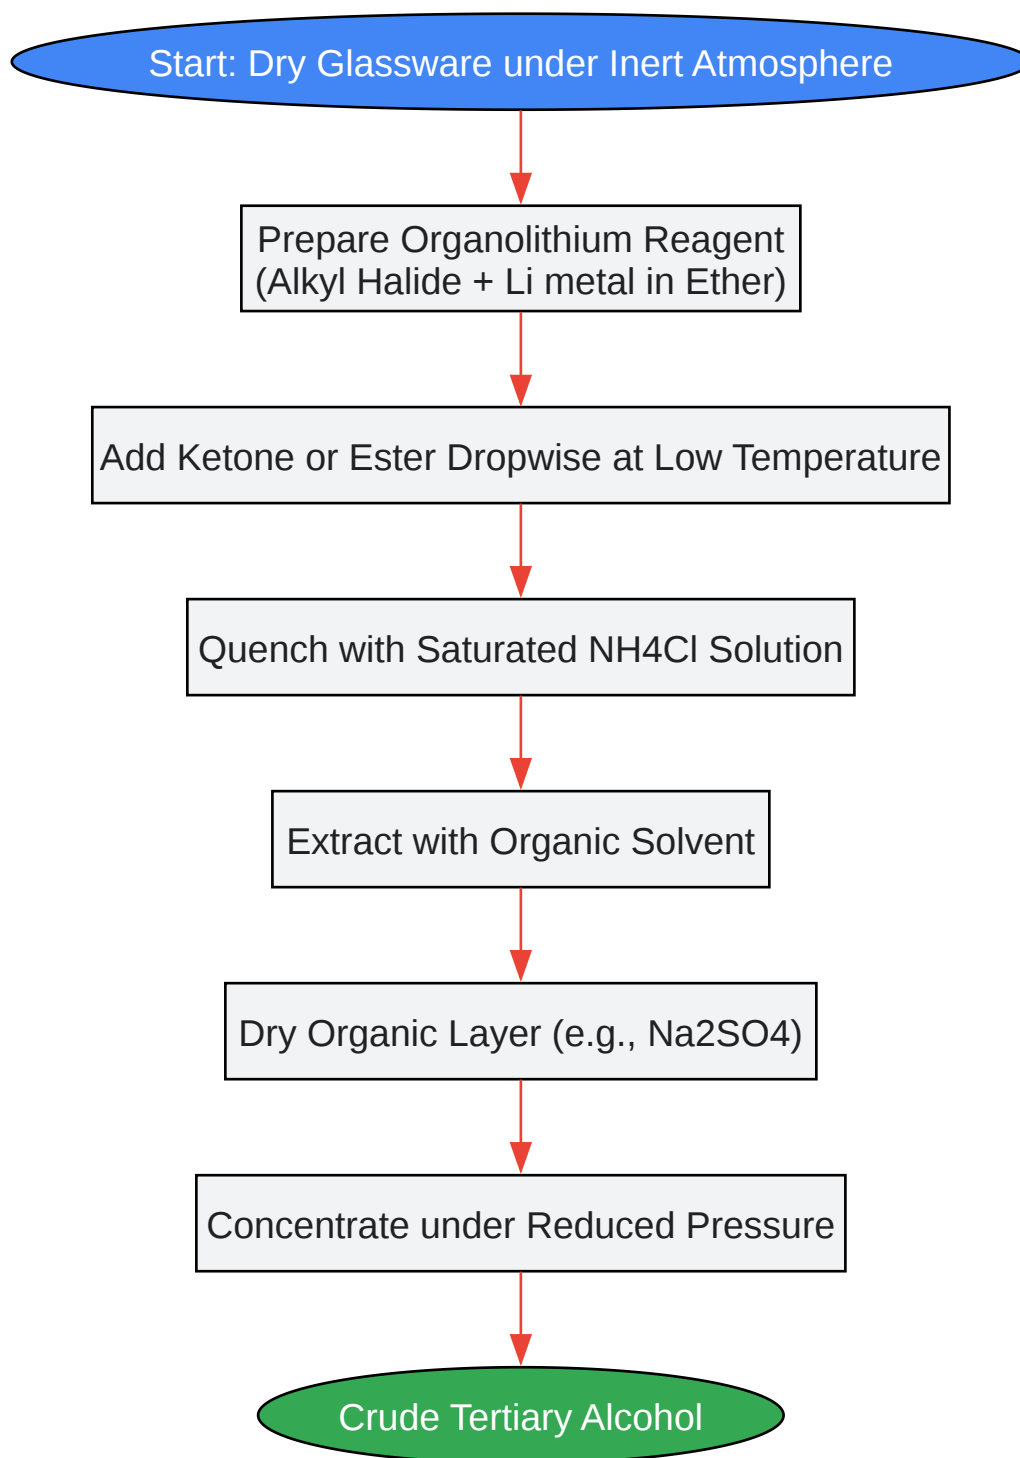 Start: Dry Glassware under Inert Atmosphere
Prepare Organolithium Reagent
(Alkyl Halide + Li metal in Ether)
Add Ketone or Ester Dropwise at Low Temperature
Quench with Saturated NH4Cl Solution
Extract with Organic Solvent
Dry Organic Layer (e.g., Na2SO4)
Concentrate under Reduced Pressure
Crude Tertiary Alcohol